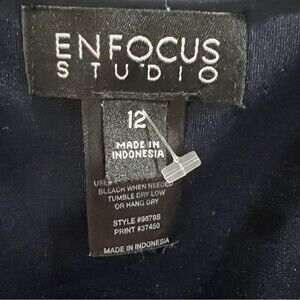 ENFOCUS
STUDIO
12
MADE IN
INDONESIA
BLEACH WHEN NEEDED
TUMBLE DRY LOW
OR HANG DRY
STYLE #9870S
PRINT #37450
MADE IN INDONESIA